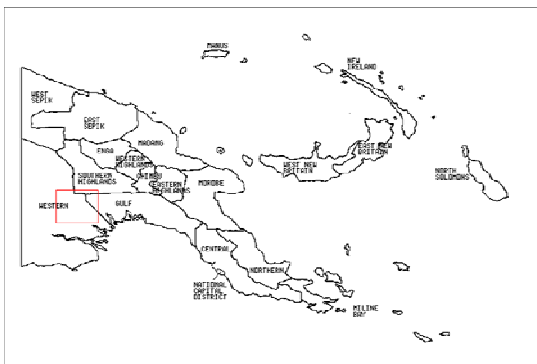 MANUS
NEW
IRELAND
WEST
SEPIK
EAST
SEPIK
MADANG
ENGA
WESTERN
HIGHLANDS
EAST NEW
BRITAIN
WEST NEW
BRITAIN
CHIMBU
SOUTHERN
HIGHLANDS
EASTERN
HIGHLANDS
MOROBE
NORTH
SOLOMONS
WESTERN
GULF
CENTRAL
NORTHERN
NATIONAL
CAPITAL
DISTRICT
MILINE
BAY